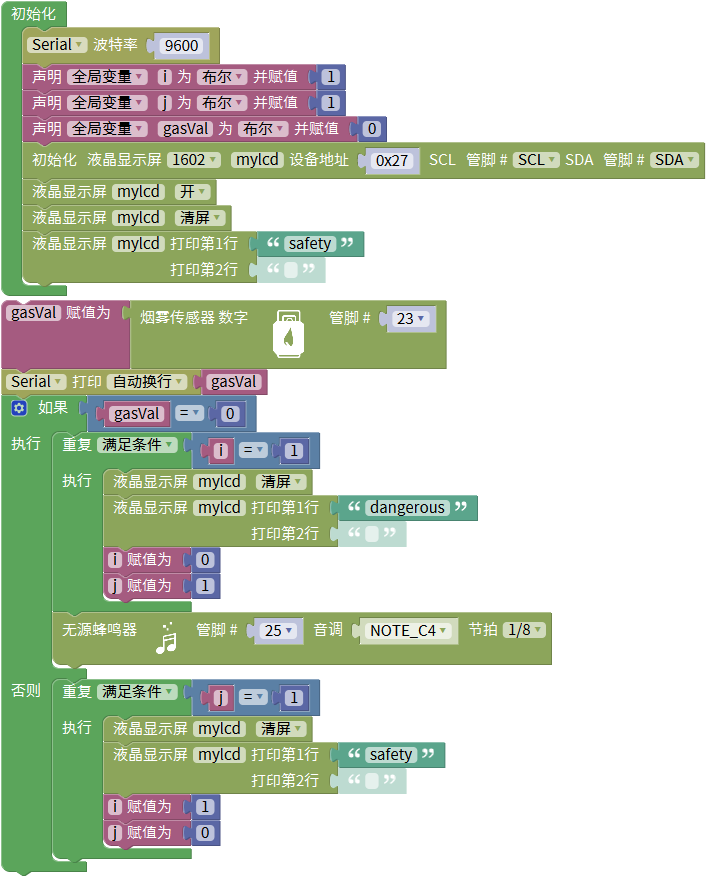 初始化
Serial 波特率 9600
声明 全局变量 i 为 布尔 并赋值 1
声明 全局变量 j 为 布尔 并赋值 1
声明 全局变量 gasVal 为 布尔 并赋值 0
初始化 液晶显示屏 1602 mylcd 设备地址 0x27 SCL 管脚 # SCL SDA 管脚 # SDA
液晶显示屏 mylcd 开
液晶显示屏 mylcd 清屏
液晶显示屏 mylcd 打印第1行 “ safety ”
打印第2行 “ ”
gasVal 赋值为 烟雾传感器 数字 管脚 # 23
Serial 打印 自动换行 gasVal
如果 gasVal = 0
执行 重复 满足条件 i = 1
执行 液晶显示屏 mylcd 清屏
液晶显示屏 mylcd 打印第1行 “ dangerous ”
打印第2行 “ ”
i 赋值为 0
j 赋值为 1
无源蜂鸣器 管脚 # 25 音调 NOTE_C4 节拍 1/8
否则 重复 满足条件 j = 1
执行 液晶显示屏 mylcd 清屏
液晶显示屏 mylcd 打印第1行 “ safety ”
打印第2行 “ ”
i 赋值为 1
j 赋值为 0